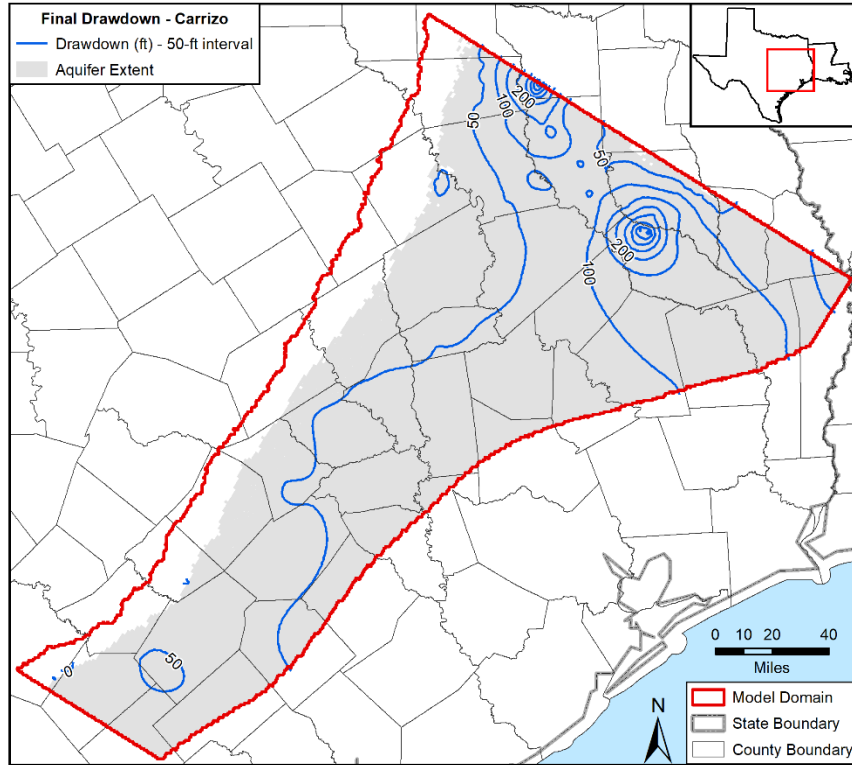 Final Drawdown - Carrizo
Drawdown (ft) - 50-ft interval
Aquifer Extent
50
100
200
50
200
100
0
50
0 10 20 40
Miles
N
Model Domain
State Boundary
County Boundary